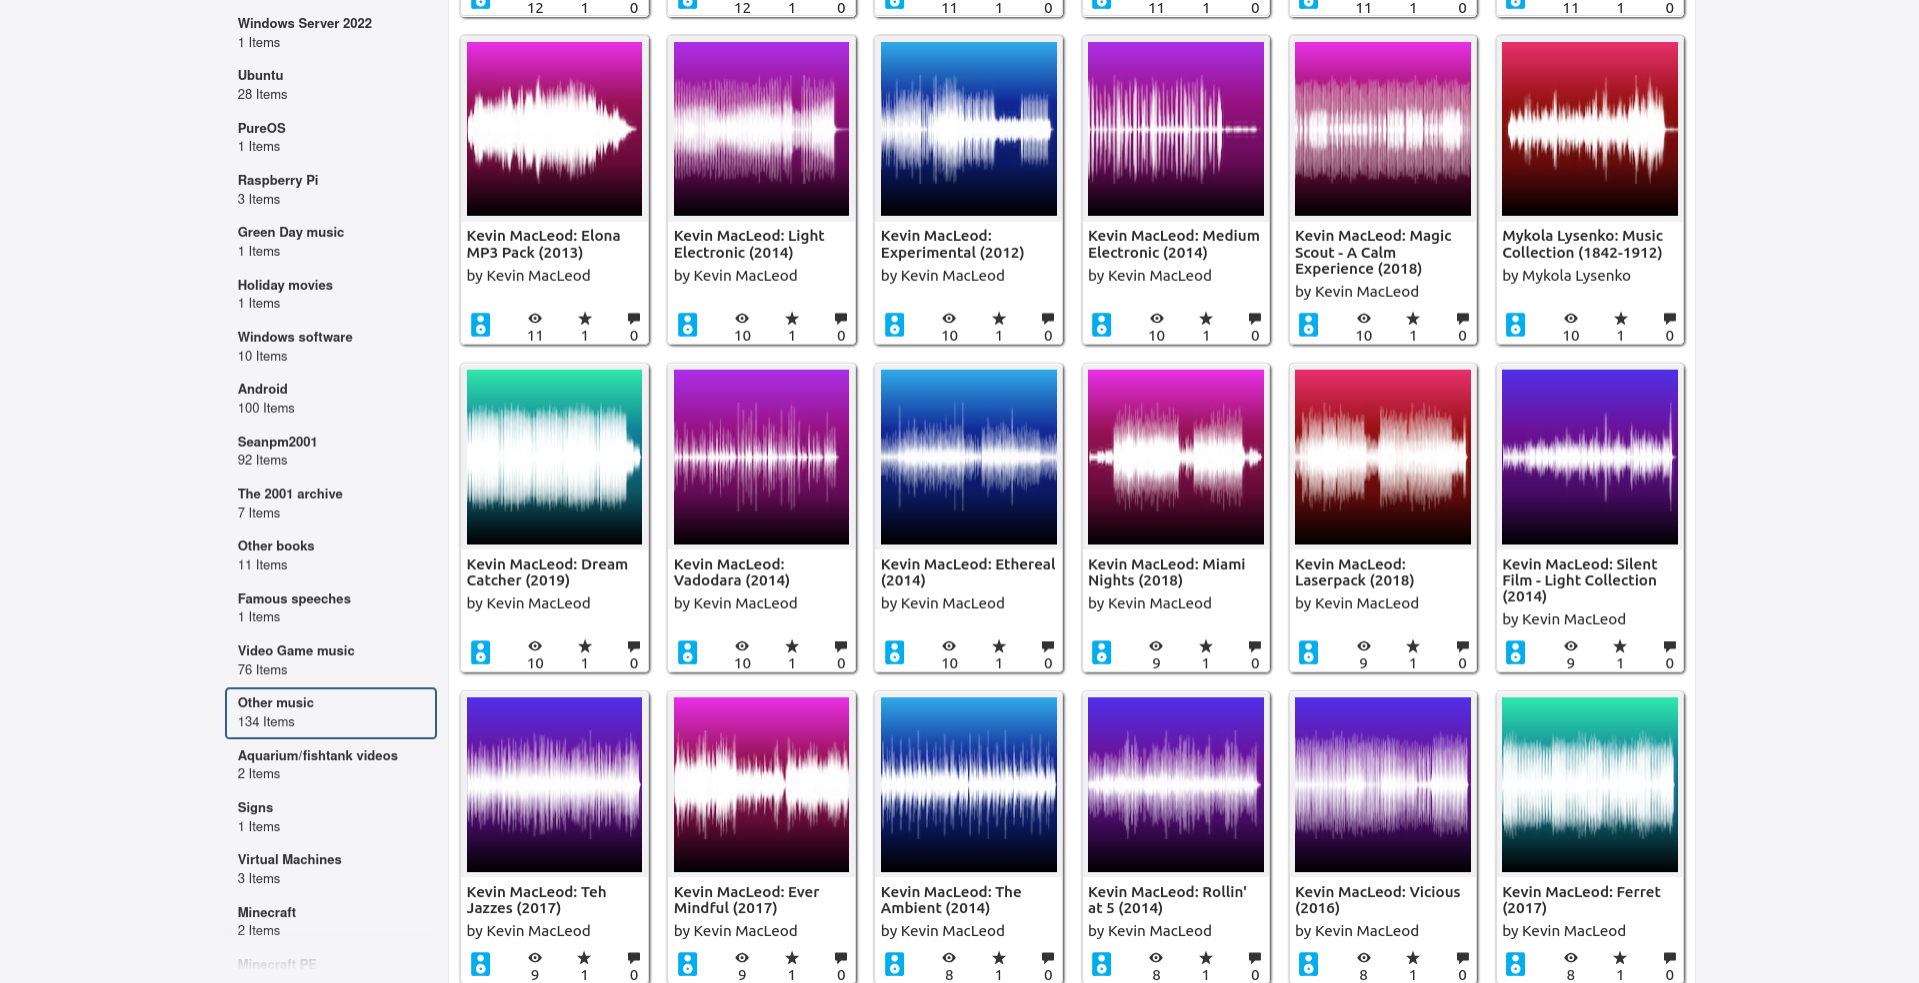 Windows Server 2022
1 Items
Ubuntu
28 Items
PureOS
1 Items
Raspberry Pi
3 Items
Green Day music
1 Items
Holiday movies
1 Items
Windows software
10 Items
Android
100 Items
Seanpm2001
92 Items
The 2001 archive
7 Items
Other books
11 Items
Famous speeches
1 Items
Video Game music
76 Items
Other music
134 Items
Aquarium/fishtank videos
2 Items
Signs
1 Items
Virtual Machines
3 Items
Minecraft
2 Items
Minecraft PE
12 1 0
12 1 0
11 1 0
11 1 0
11 1 0
11 1 0
Kevin MacLeod: Elona
MP3 Pack (2013)
by Kevin MacLeod
11 1 0
Kevin MacLeod: Light
Electronic (2014)
by Kevin MacLeod
10 1 0
Kevin MacLeod:
Experimental (2012)
by Kevin MacLeod
10 1 0
Kevin MacLeod: Medium
Electronic (2014)
by Kevin MacLeod
10 1 0
Kevin MacLeod: Magic
Scout - A Calm
Experience (2018)
by Kevin MacLeod
10 1 0
Mykola Lysenko: Music
Collection (1842-1912)
by Mykola Lysenko
10 1 0
Kevin MacLeod: Dream
Catcher (2019)
by Kevin MacLeod
10 1 0
Kevin MacLeod:
Vadodara (2014)
by Kevin MacLeod
10 1 0
Kevin MacLeod: Ethereal
(2014)
by Kevin MacLeod
10 1 0
Kevin MacLeod: Miami
Nights (2018)
by Kevin MacLeod
9 1 0
Kevin MacLeod:
Laserpack (2018)
by Kevin MacLeod
9 1 0
Kevin MacLeod: Silent
Film - Light Collection
(2014)
by Kevin MacLeod
9 1 0
Kevin MacLeod: Teh
Jazzes (2017)
by Kevin MacLeod
9 1 0
Kevin MacLeod: Ever
Mindful (2017)
by Kevin MacLeod
9 1 0
Kevin MacLeod: The
Ambient (2014)
by Kevin MacLeod
8 1 0
Kevin MacLeod: Rollin'
at 5 (2014)
by Kevin MacLeod
8 1 0
Kevin MacLeod: Vicious
(2016)
by Kevin MacLeod
8 1 0
Kevin MacLeod: Ferret
(2017)
by Kevin MacLeod
8 1 0